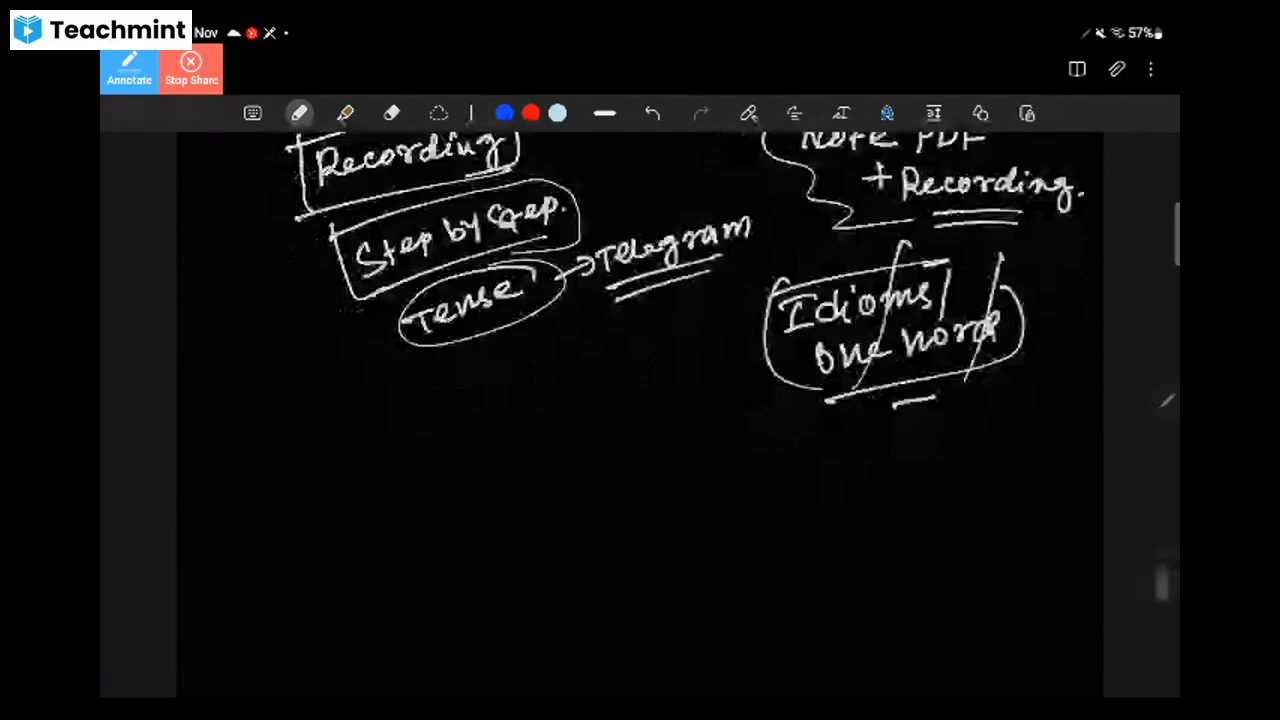 Teachmint
Nov
57%
Annotate
Stop Share
Recording
Step by Step.
Tense
Telegram
Note PDF
+ Recording.
Idioms/
One Word